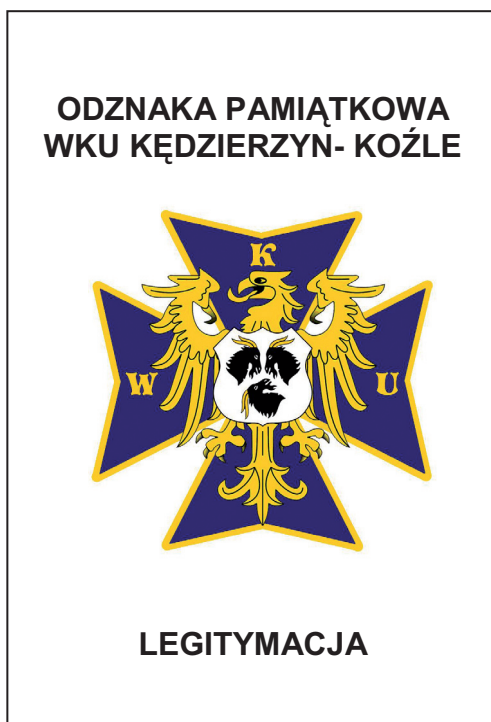 ODZNAKA PAMIĄTKOWA
WKU KĘDZIERZYN- KOŹLE
K
W U
LEGITYMACJA